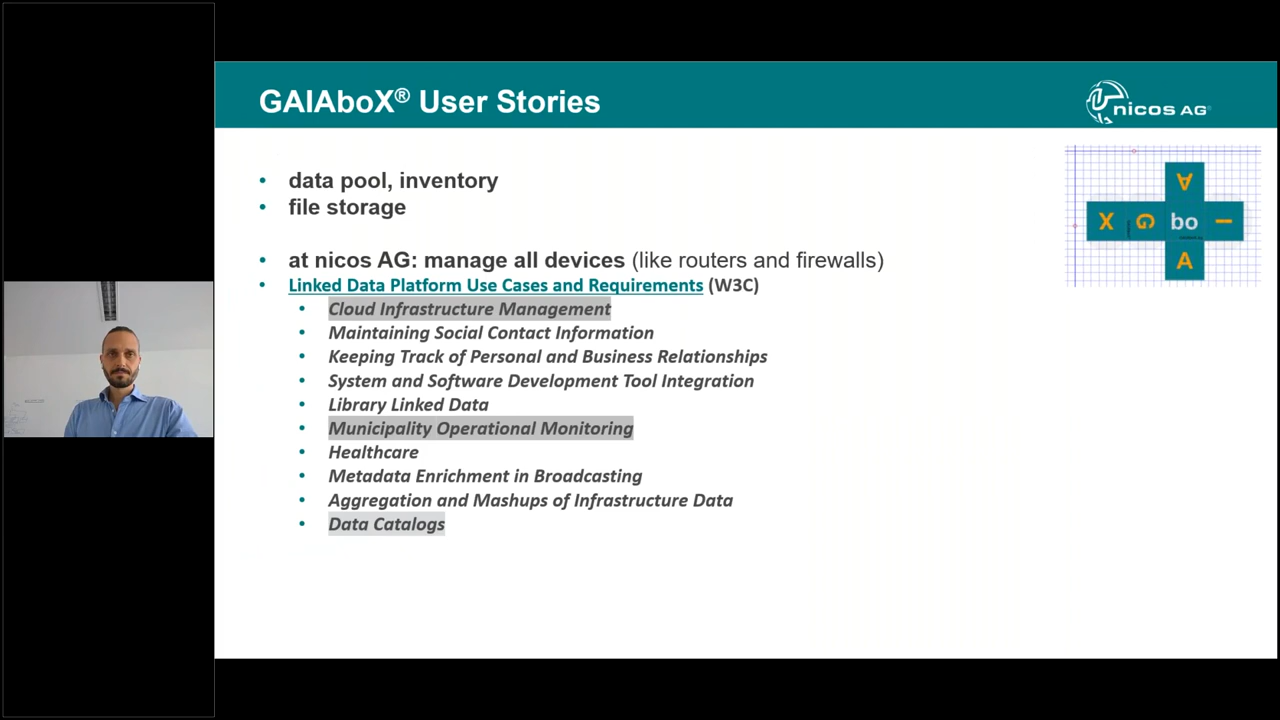 GAIAboX® User Stories
nicos AG®
• data pool, inventory
• file storage
• at nicos AG: manage all devices (like routers and firewalls)
• Linked Data Platform Use Cases and Requirements (W3C)
• Cloud Infrastructure Management
• Maintaining Social Contact Information
• Keeping Track of Personal and Business Relationships
• System and Software Development Tool Integration
• Library Linked Data
• Municipality Operational Monitoring
• Healthcare
• Metadata Enrichment in Broadcasting
• Aggregation and Mashups of Infrastructure Data
• Data Catalogs
A
X G bo I
A